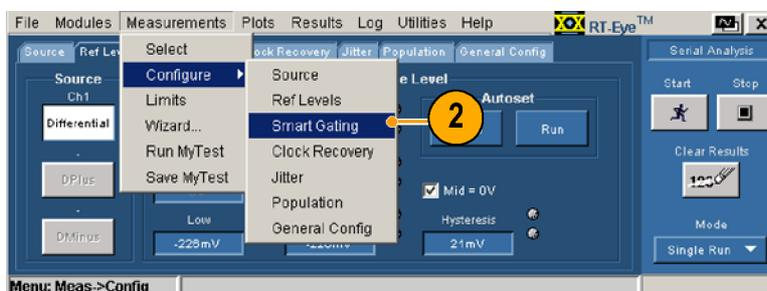 File Modules Measurements Plots Results Log Utilities Help RT-Eye™
Source Ref Lev Clock Recovery Jitter Population General Config
Select
Configure
Limits
Wizard...
Run MyTest
Save MyTest
Source
Ref Levels
Smart Gating
Clock Recovery
Jitter
Population
General Config
2
Source
Ch1
Differential
DPlus
DMinus
e Level
Autoset
Run
Mid = 0V
Low
-228mV
Hysteresis
21mV
Serial Analysis
Start Stop
Clear Results
Mode
Single Run
Menu: Meas->Config